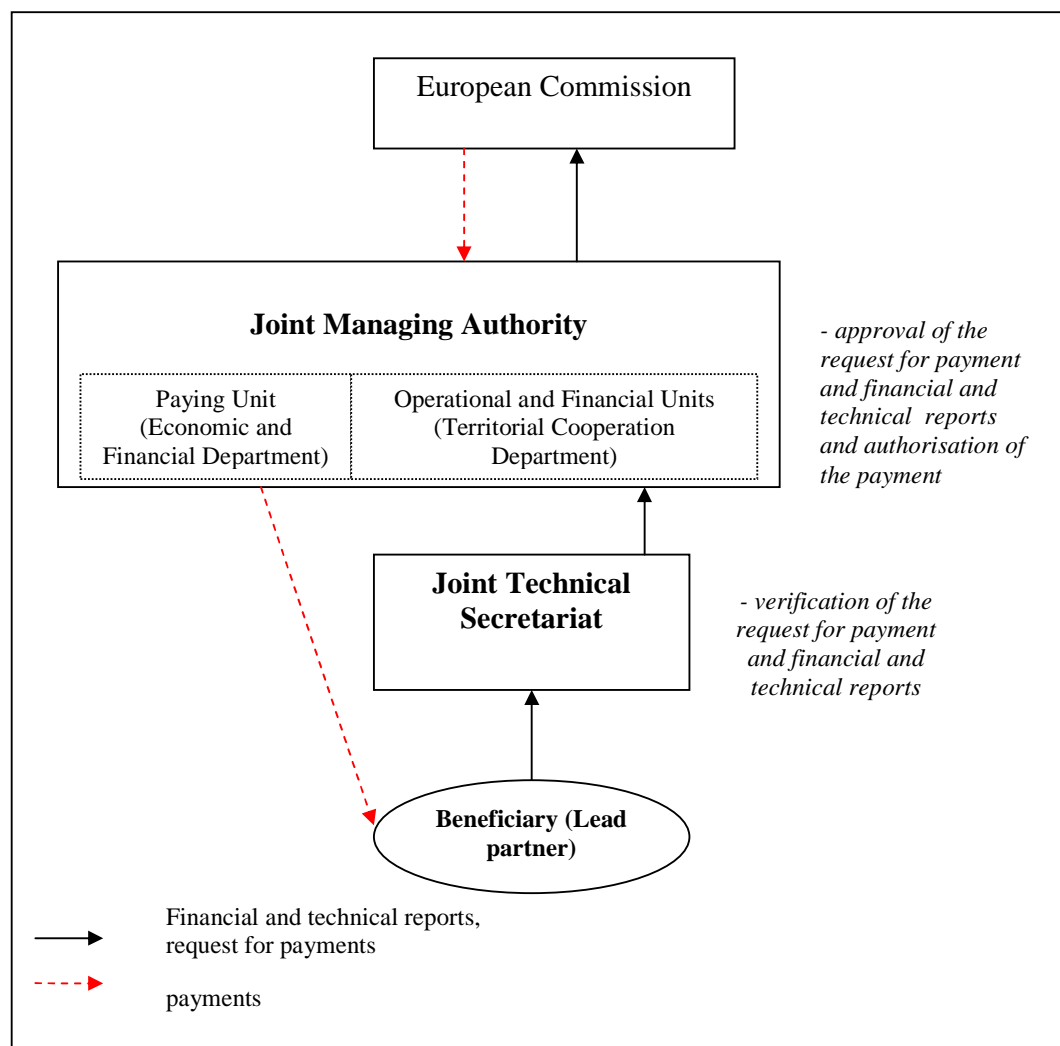 European Commission
Joint Managing Authority
Paying Unit
(Economic and
Financial Department)
Operational and Financial Units
(Territorial Cooperation
Department)
- approval of the
request for payment
and financial and
technical reports
and authorisation of
the payment
Joint Technical
Secretariat
- verification of the
request for payment
and financial and
technical reports
Beneficiary (Lead
partner)
Financial and technical reports,
request for payments
payments